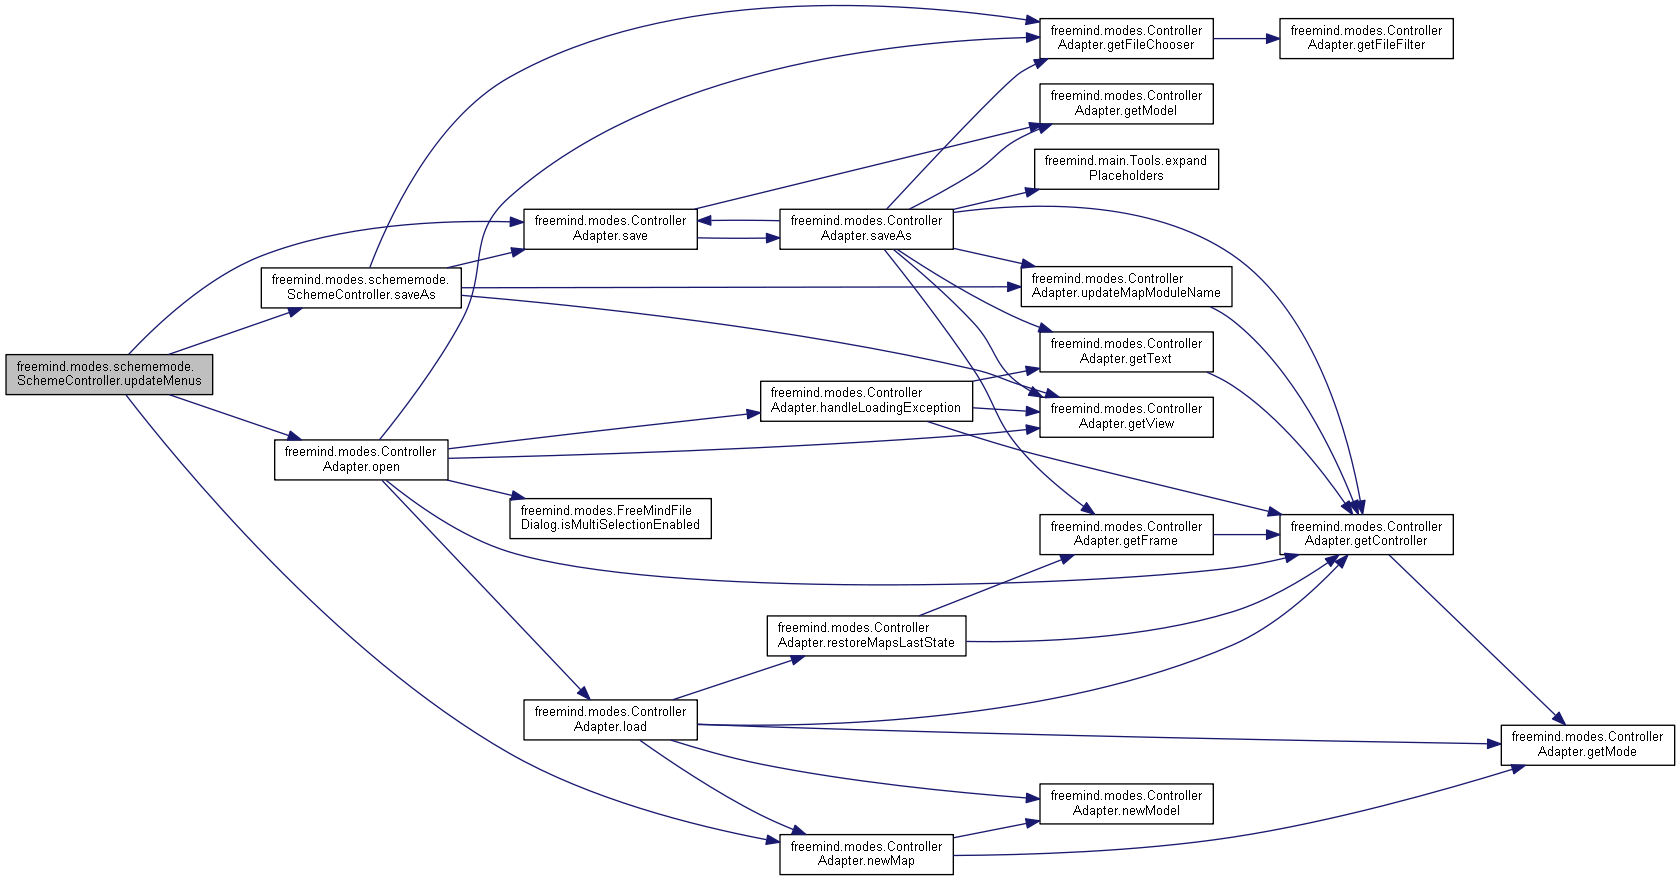 freemind.modes.Controller
Adapter.getFileChooser
freemind.modes.Controller
Adapter.getFileFilter
freemind.modes.Controller
Adapter.getModel
freemind.main.Tools.expand
Placeholders
freemind.modes.Controller
Adapter.save
freemind.modes.Controller
Adapter.saveAs
freemind.modes.schememode.
SchemeController.saveAs
freemind.modes.Controller
Adapter.updateMapModuleName
freemind.modes.Controller
Adapter.getText
freemind.modes.schememode.
SchemeController.updateMenus
freemind.modes.Controller
Adapter.handleLoadingException
freemind.modes.Controller
Adapter.getView
freemind.modes.Controller
Adapter.open
freemind.modes.FreeMindFile
Dialog.isMultiSelectionEnabled
freemind.modes.Controller
Adapter.getFrame
freemind.modes.Controller
Adapter.getController
freemind.modes.Controller
Adapter.restoreMapsLastState
freemind.modes.Controller
Adapter.load
freemind.modes.Controller
Adapter.getMode
freemind.modes.Controller
Adapter.newModel
freemind.modes.Controller
Adapter.newMap